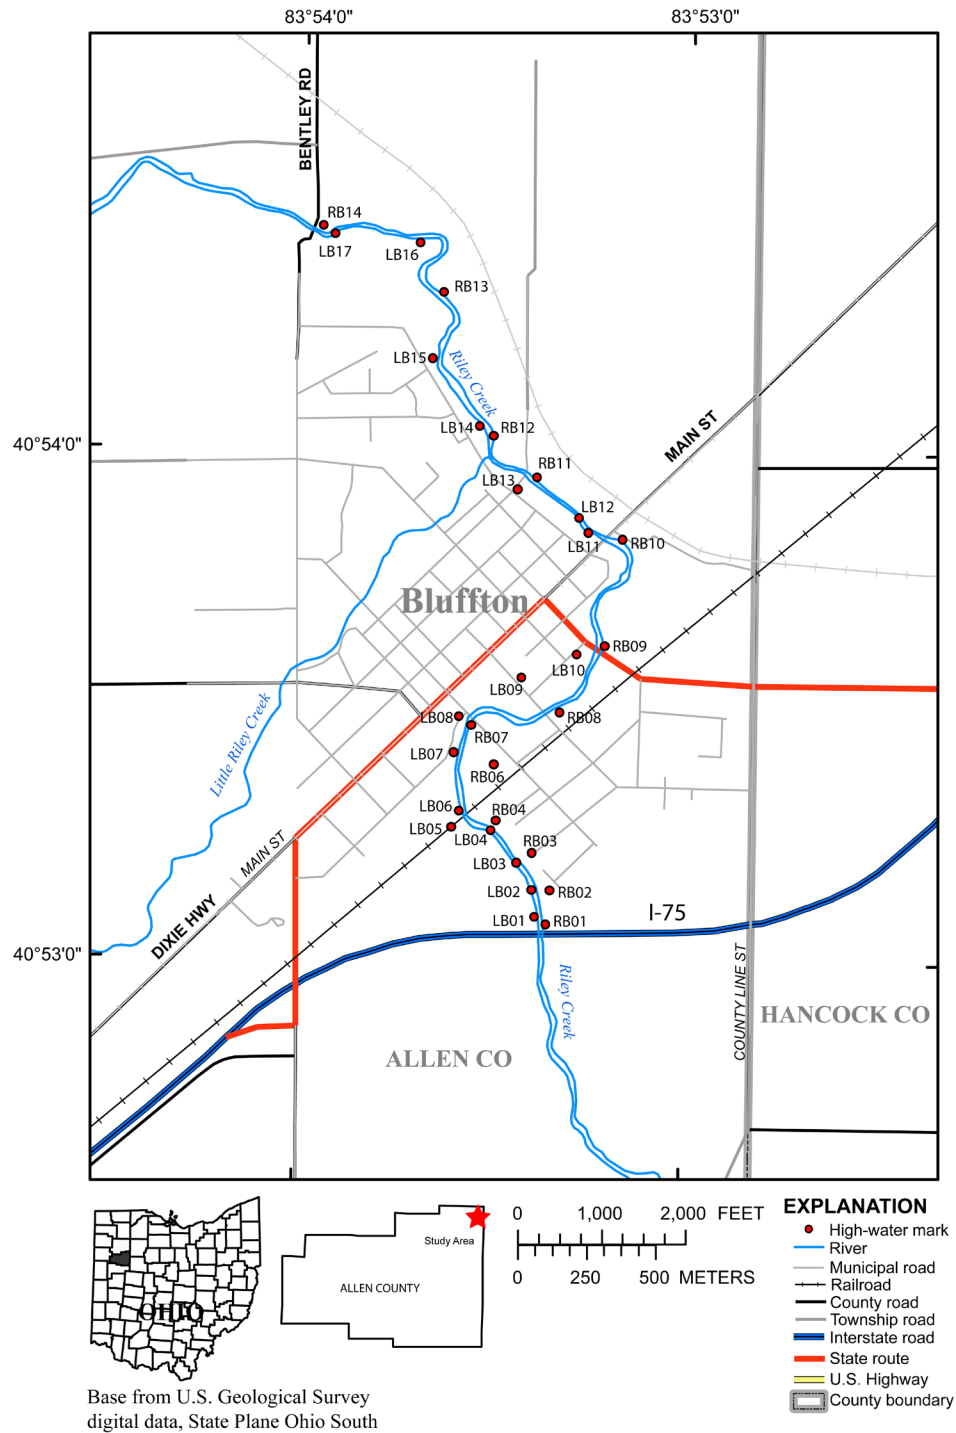 83°54'0"
83°53'0"
BENTLEY RD
RB14
LB17
LB16
RB13
LB15
Riley Creek
MAIN ST
40°54'0"
LB14
RB12
RB11
LB13
LB12
LB11
RB10
Bluffton
RB09
LB10
LB09
Little Riley Creek
LB08
RB08
RB07
LB07
RB06
LB06
RB04
LB05
LB04
RB03
MAIN ST
LB03
LB02
RB02
DIXIE HWY
LB01
RB01
I-75
40°53'0"
Riley Creek
COUNTY LINE ST
HANCOCK CO
ALLEN CO
OHIO
Study Area
ALLEN COUNTY
0 1,000 2,000 FEET
0 250 500 METERS
EXPLANATION
High-water mark
River
Municipal road
Railroad
County road
Township road
Interstate road
State route
U.S. Highway
County boundary
Base from U.S. Geological Survey
digital data, State Plane Ohio South